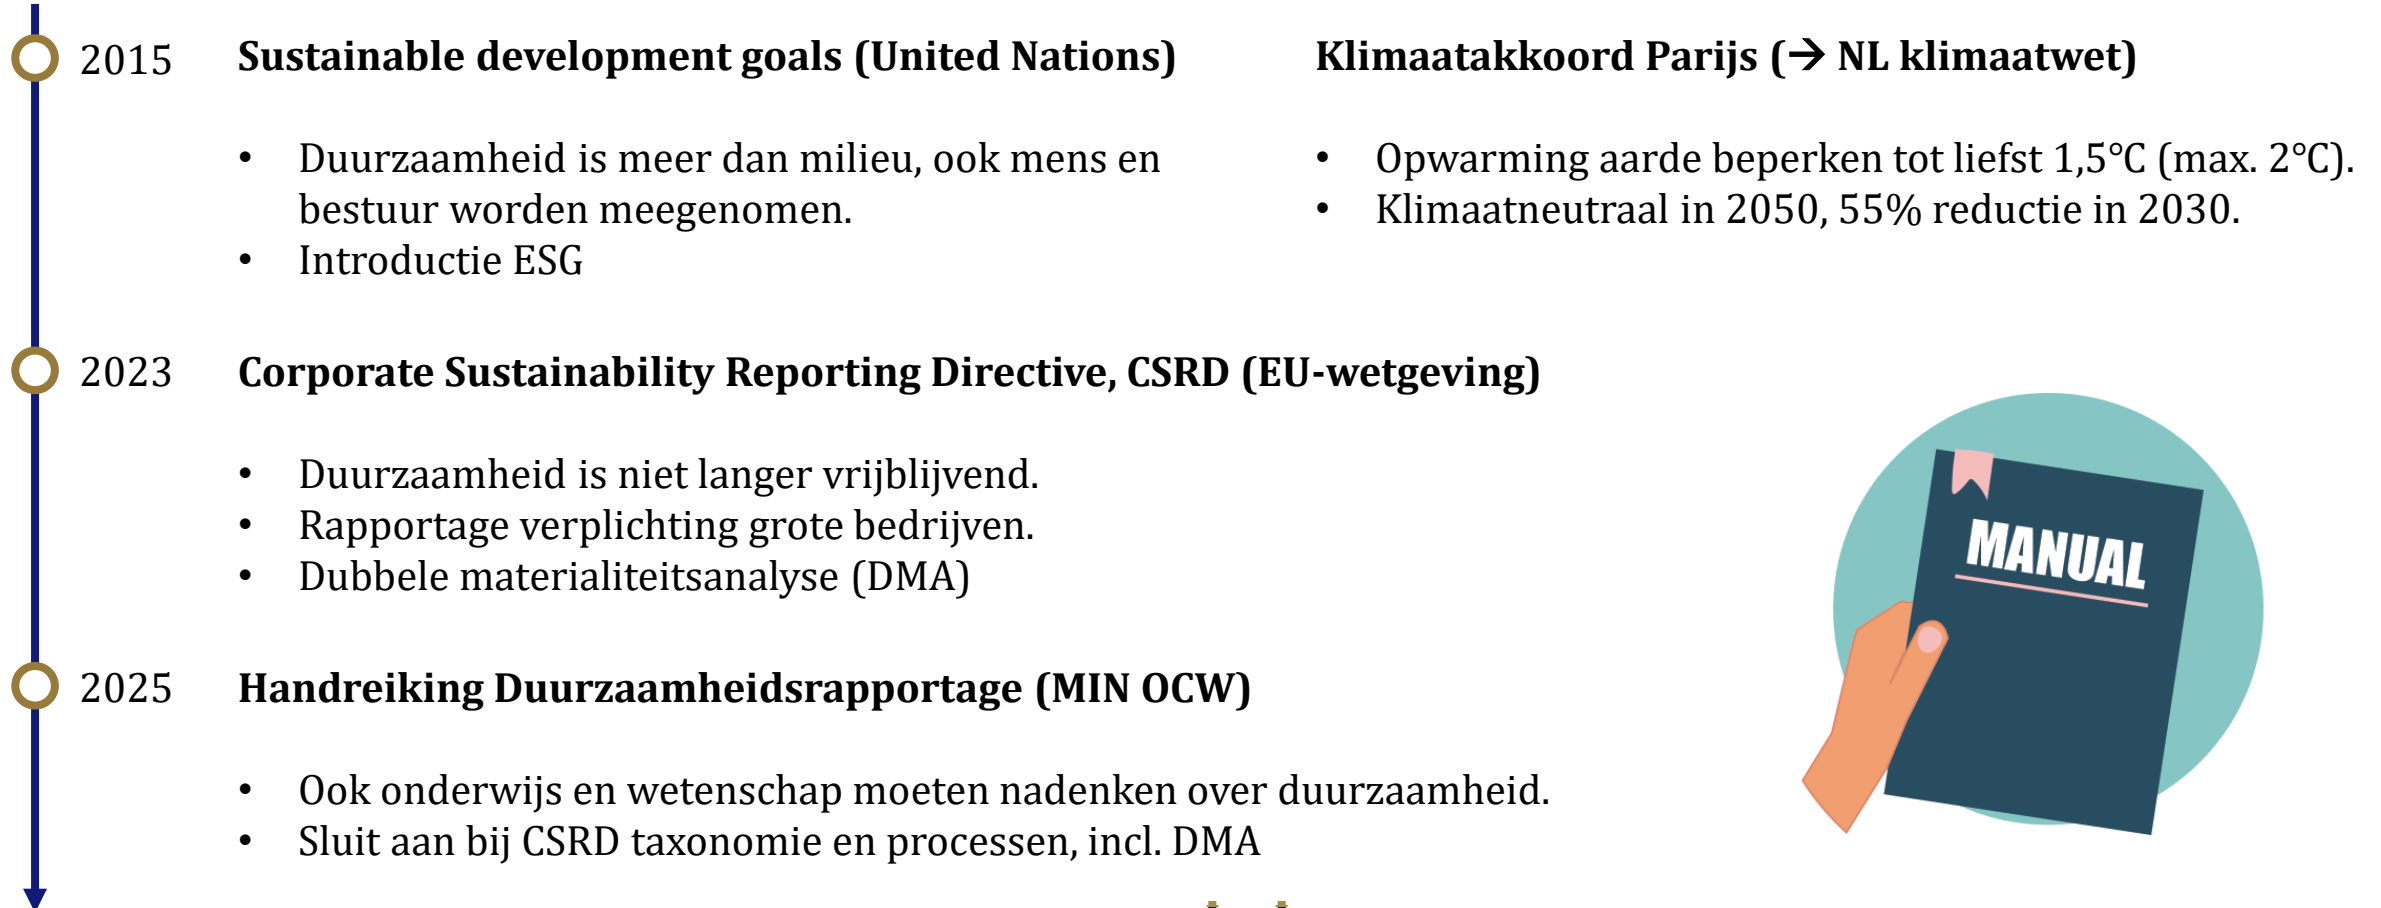 2015
Sustainable development goals (United Nations)
• Duurzaamheid is meer dan milieu, ook mens en
bestuur worden meegenomen.
• Introductie ESG
Klimaatakkoord Parijs (→ NL klimaatwet)
• Opwarming aarde beperken tot liefst 1,5°C (max. 2°C).
• Klimaatneutraal in 2050, 55% reductie in 2030.
2023
Corporate Sustainability Reporting Directive, CSRD (EU-wetgeving)
• Duurzaamheid is niet langer vrijblijvend.
• Rapportage verplichting grote bedrijven.
• Dubbele materialiteitsanalyse (DMA)
MANUAL
2025
Handreiking Duurzaamheidsrapportage (MIN OCW)
• Ook onderwijs en wetenschap moeten nadenken over duurzaamheid.
• Sluit aan bij CSRD taxonomie en processen, incl. DMA